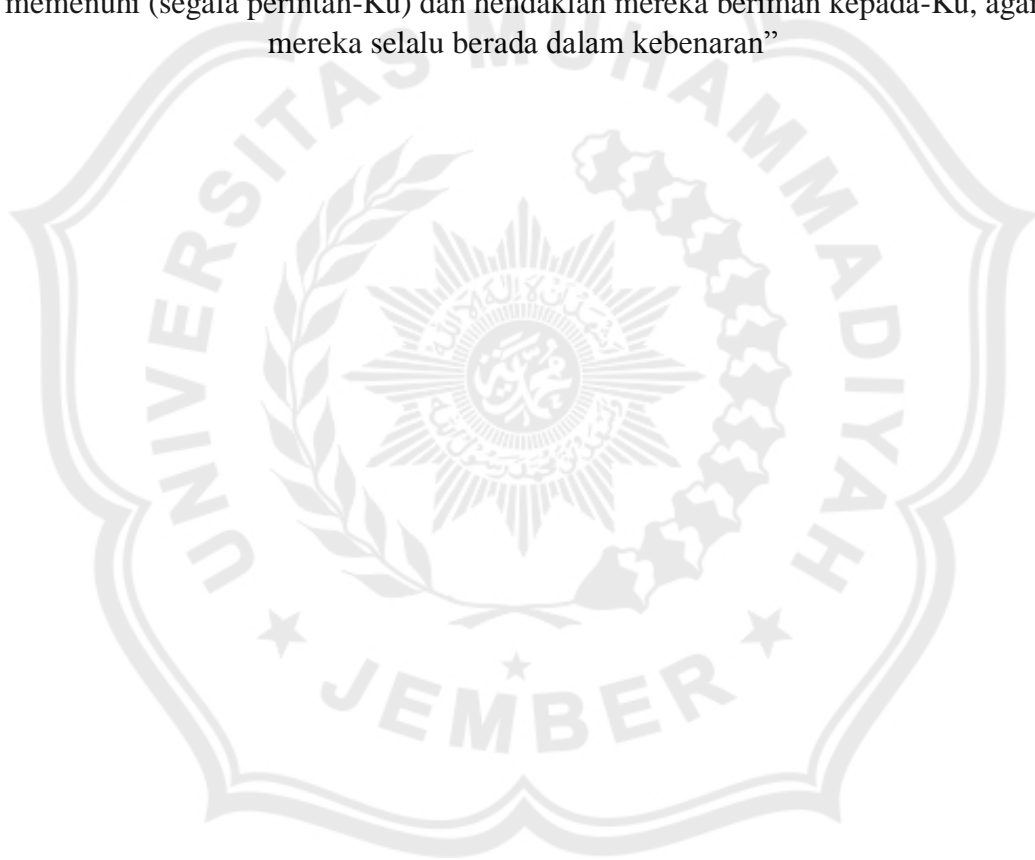 memenuhi (segala perintah-Ku) dan hendaklah mereka beriman kepada-Ku, agar
mereka selalu berada dalam kebenaran”
UNIVERSITAS MUHAMMADIYAH
JEMBER